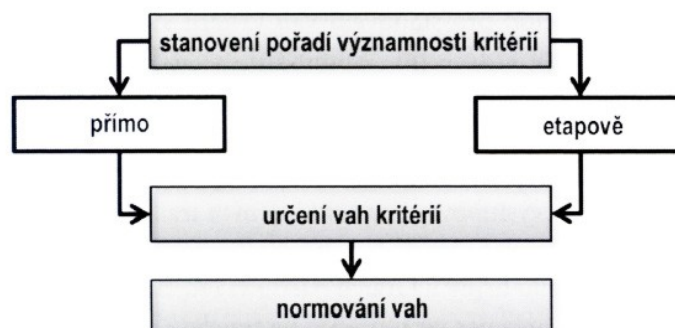 stanovení pořadí významnosti kritérií
přímo
etapově
určení vah kritérií
normování vah